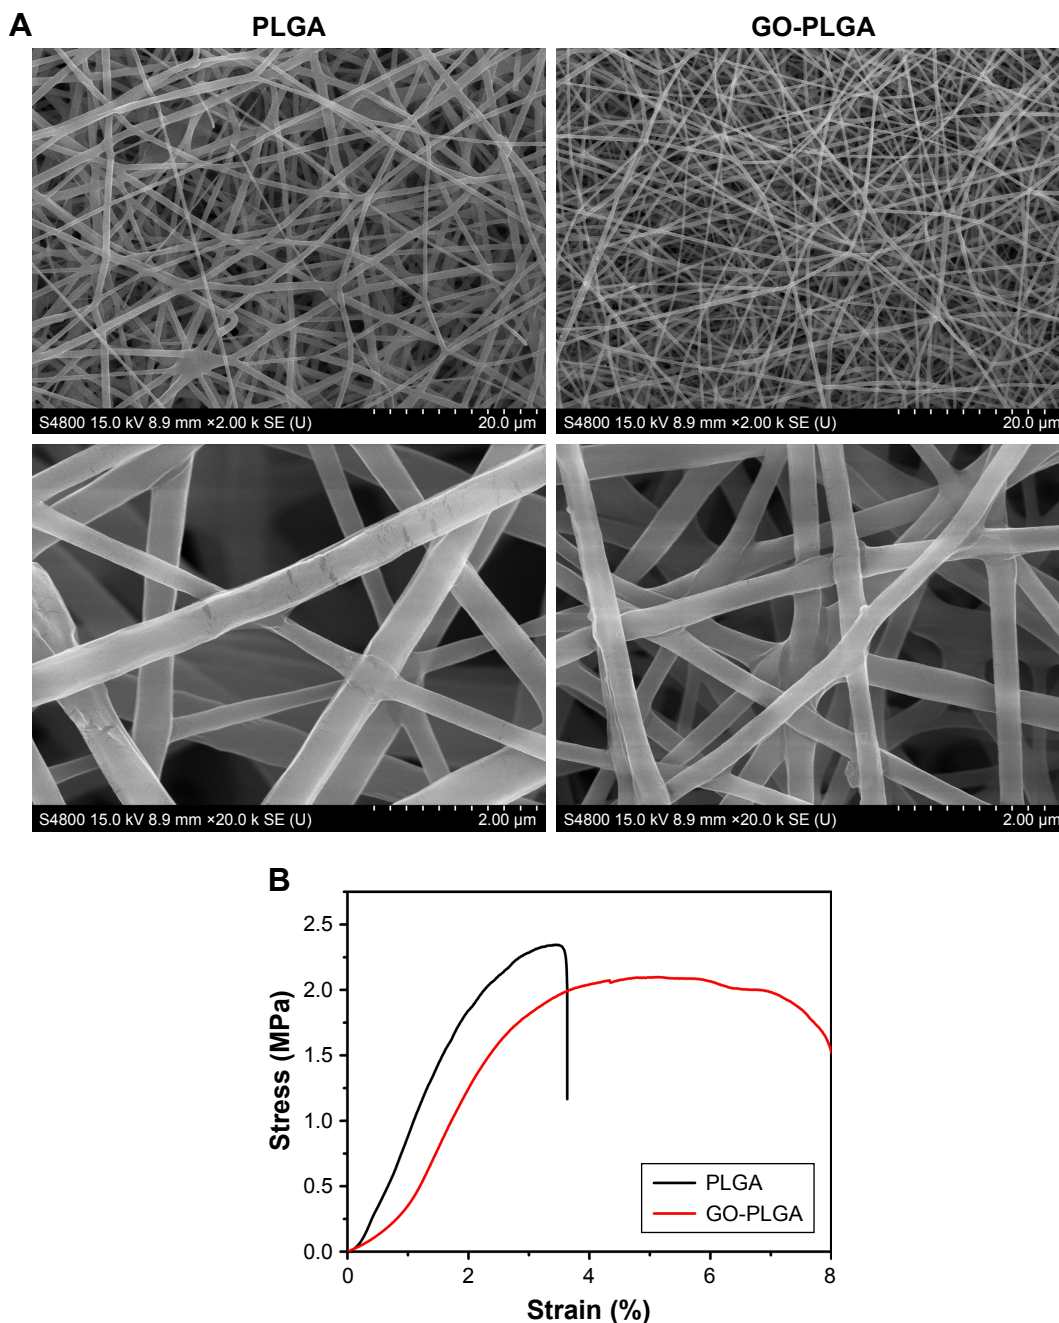 A
PLGA
GO-PLGA
S4800 15.0 kV 8.9 mm ×2.00 k SE (U)
20.0 µm
S4800 15.0 kV 8.9 mm ×2.00 k SE (U)
20.0 µm
S4800 15.0 kV 8.9 mm ×20.0 k SE (U)
2.00 µm
S4800 15.0 kV 8.9 mm ×20.0 k SE (U)
2.00 µm
B
Stress (MPa)
2.5
2.0
1.5
1.0
0.5
0.0
PLGA
GO-PLGA
0 2 4 6 8
Strain (%)